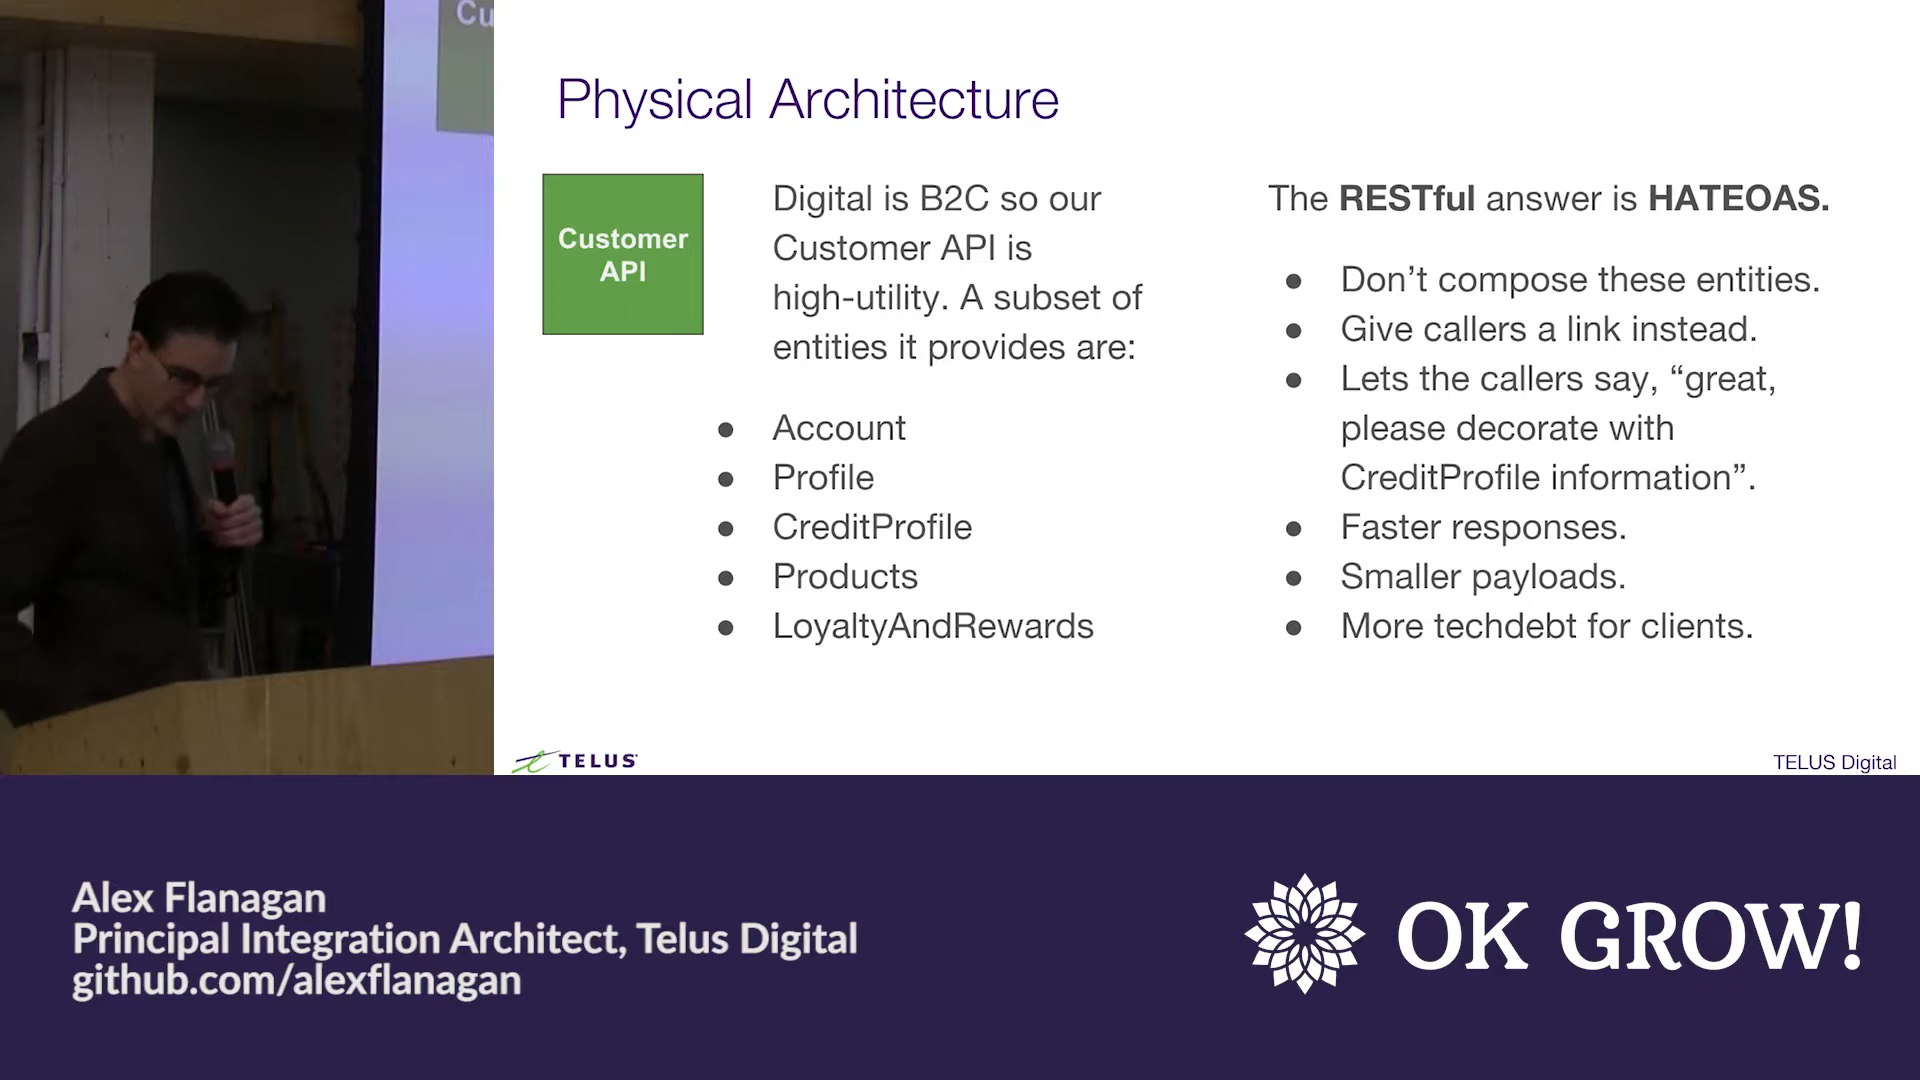 Cu
Physical Architecture
Customer
API
Digital is B2C so our
Customer API is
high-utility. A subset of
entities it provides are:
● Account
● Profile
● CreditProfile
● Products
● LoyaltyAndRewards
The RESTful answer is HATEOAS.
● Don’t compose these entities.
● Give callers a link instead.
● Lets the callers say, “great,
please decorate with
CreditProfile information”.
● Faster responses.
● Smaller payloads.
● More techdebt for clients.
TELUS
TELUS Digital
Alex Flanagan
Principal Integration Architect, Telus Digital
github.com/alexflanagan
OK GROW!